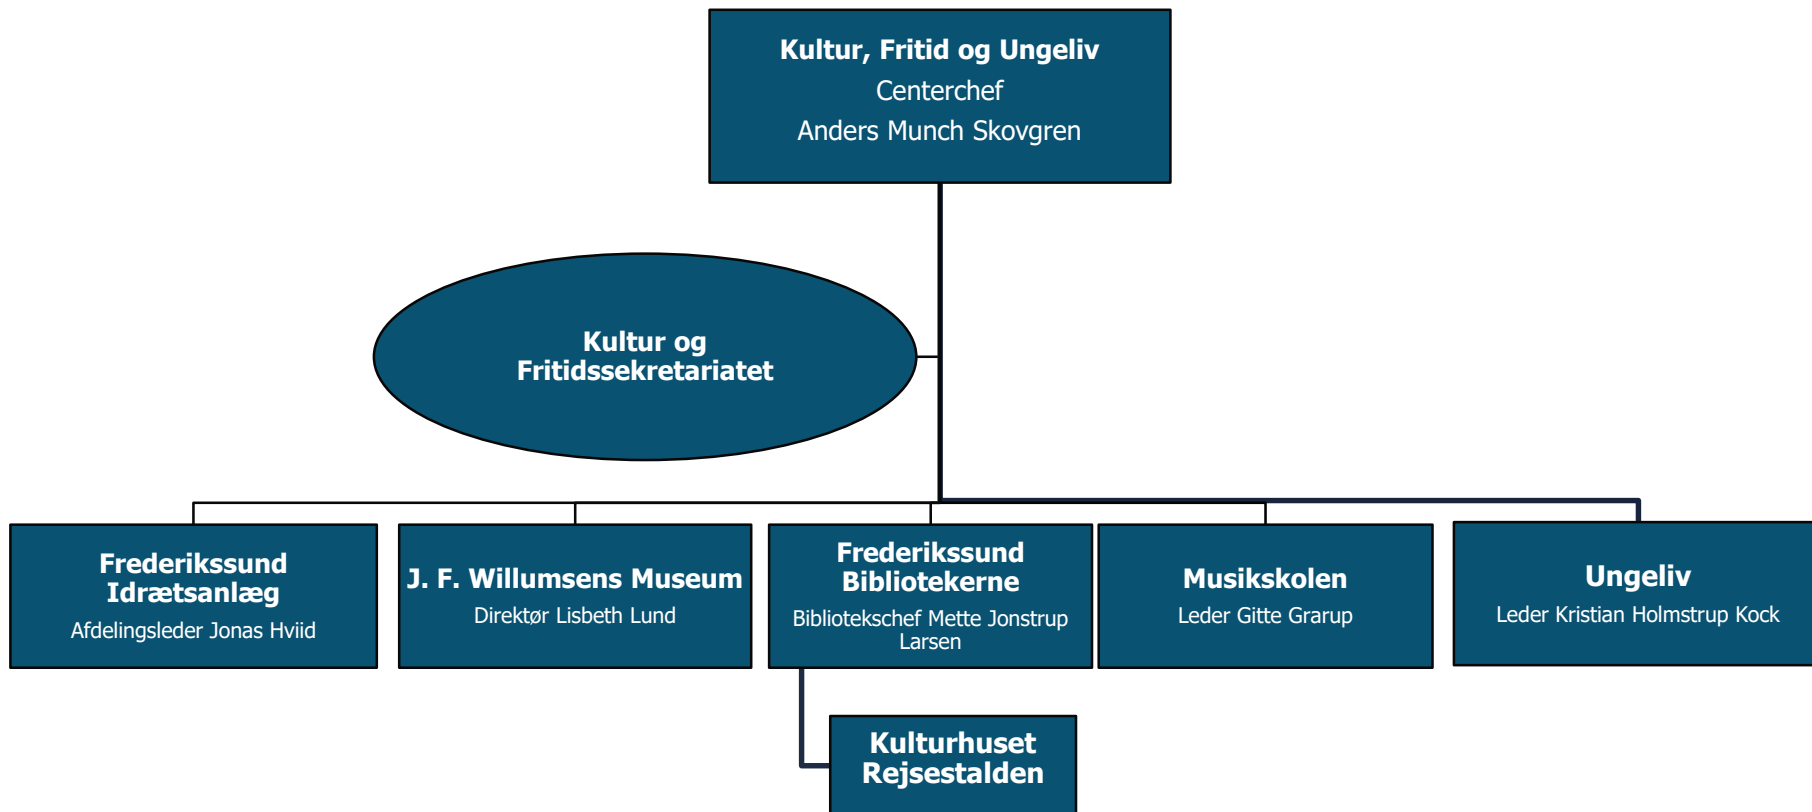 Kultur, Fritid og Ungeliv
Centerchef
Anders Munch Skovgren
Kultur og
Fritidssekretariatet
Frederikssund
Idrætsanlæg
Afdelingsleder Jonas Hviid
J. F. Willumsens Museum
Direktør Lisbeth Lund
Frederikssund
Bibliotekerne
Bibliotekschef Mette Jonstrup
Larsen
Musikskolen
Leder Gitte Grarup
Ungeliv
Leder Kristian Holmstrup Kock
Kulturhuset
Rejsestalden